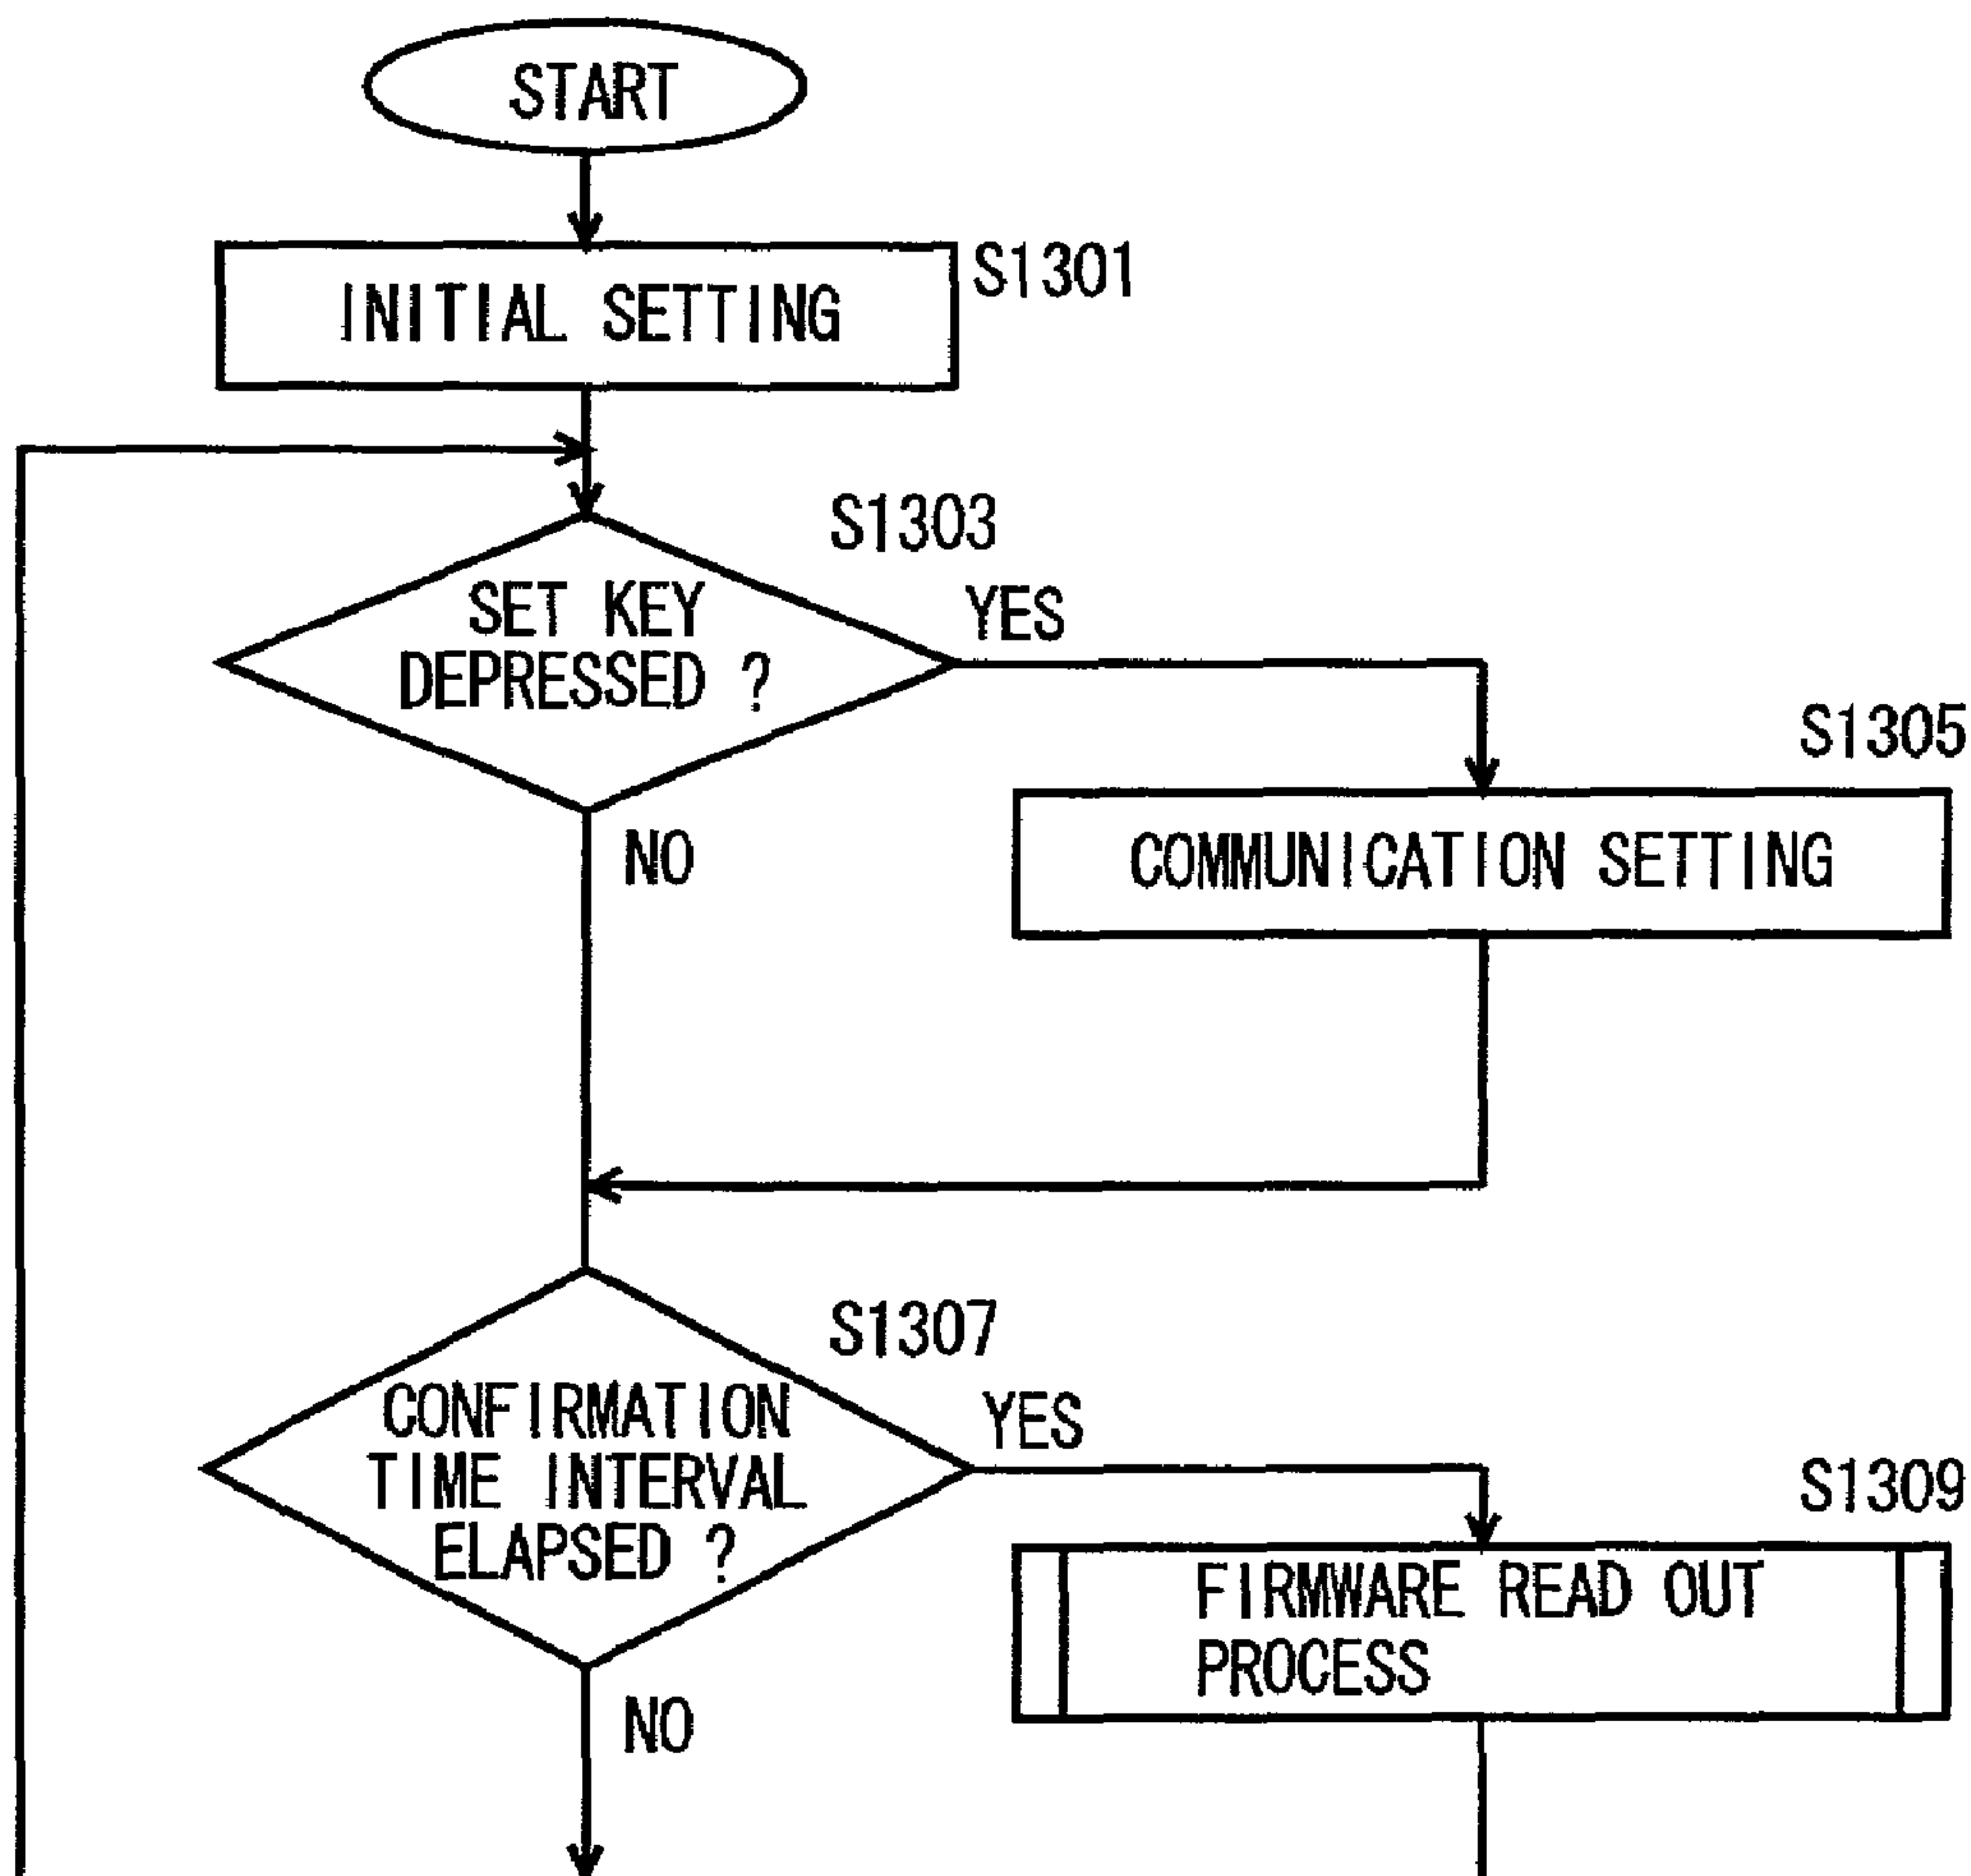 START
INITIAL SETTING
S1301
S1303
SET KEY
DEPRESSED ?
YES
NO
S1305
COMMUNICATION SETTING
S1307
CONFIRMATION
TIME INTERVAL
ELAPSED ?
YES
NO
S1309
FIRMWARE READ OUT
PROCESS